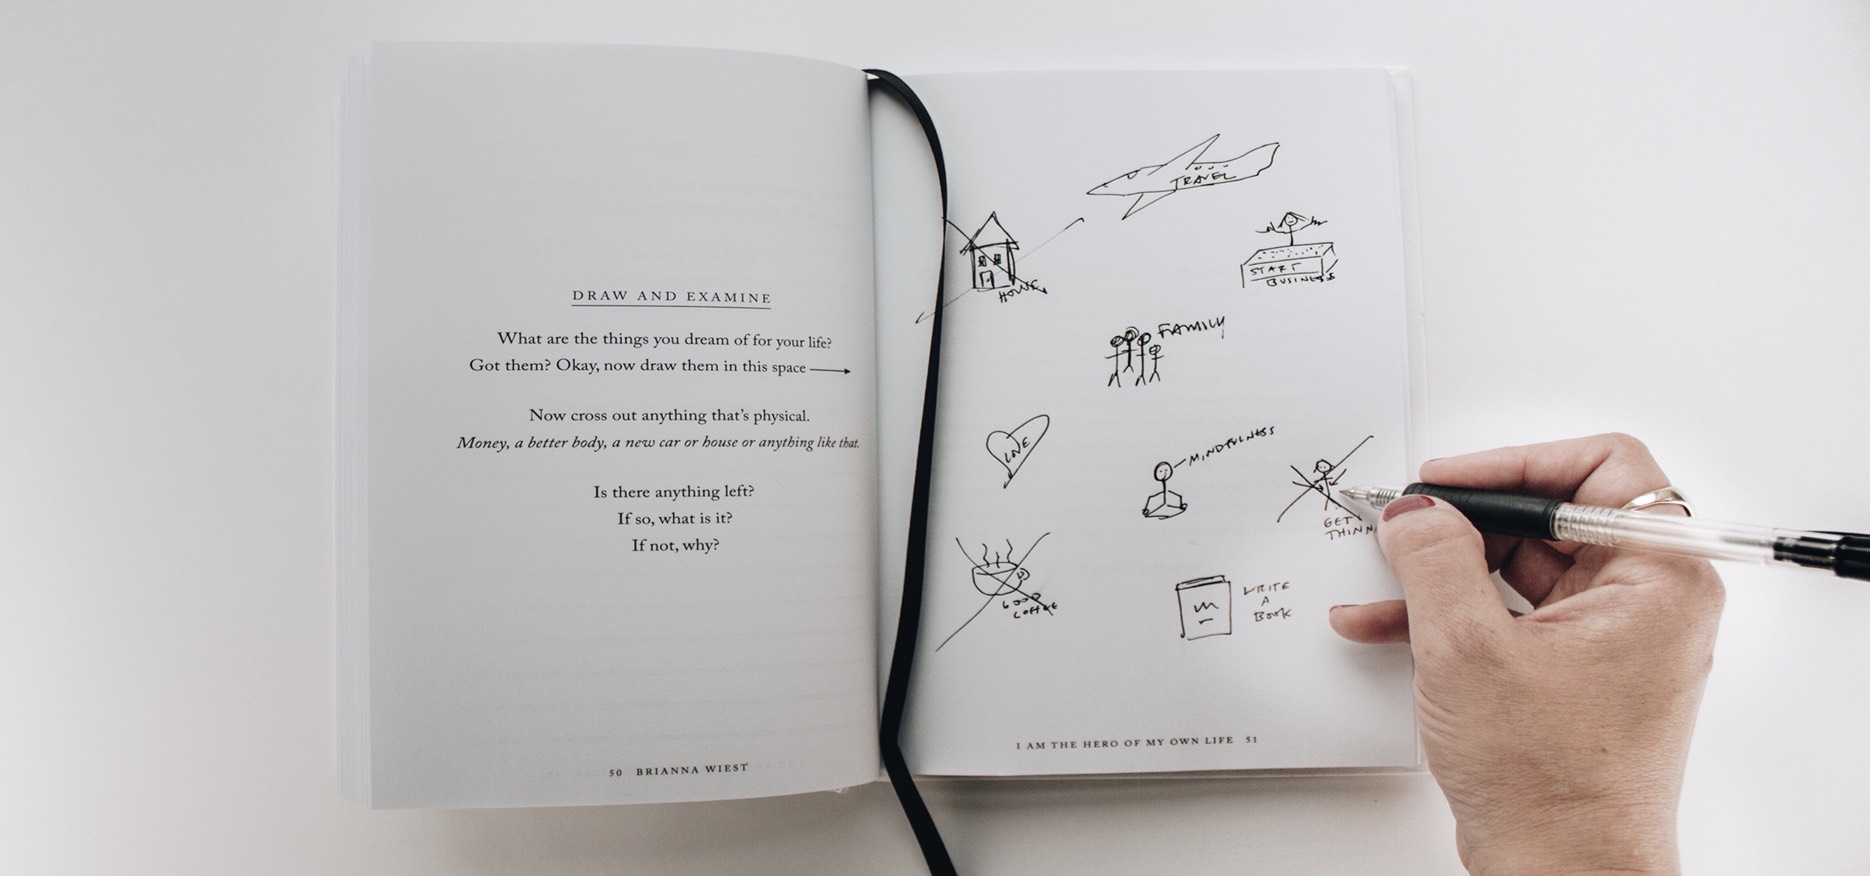 DRAW AND EXAMINE
What are the things you dream of for your life?
Got them? Okay, now draw them in this space
Now cross out anything that's physical.
Money, a better body, a new car or house or anything like that.
Is there anything left?
If so, what is it?
If not, why?
50 BRIANNA WIEST
TRAVEL
HOUSE
START
BUSINESS
FAMILY
LOVE
MINDFULNESS
GET
GOOD
COFFEE
WRITE
A
BOOK
I AM THE HERO OF MY OWN LIFE 51